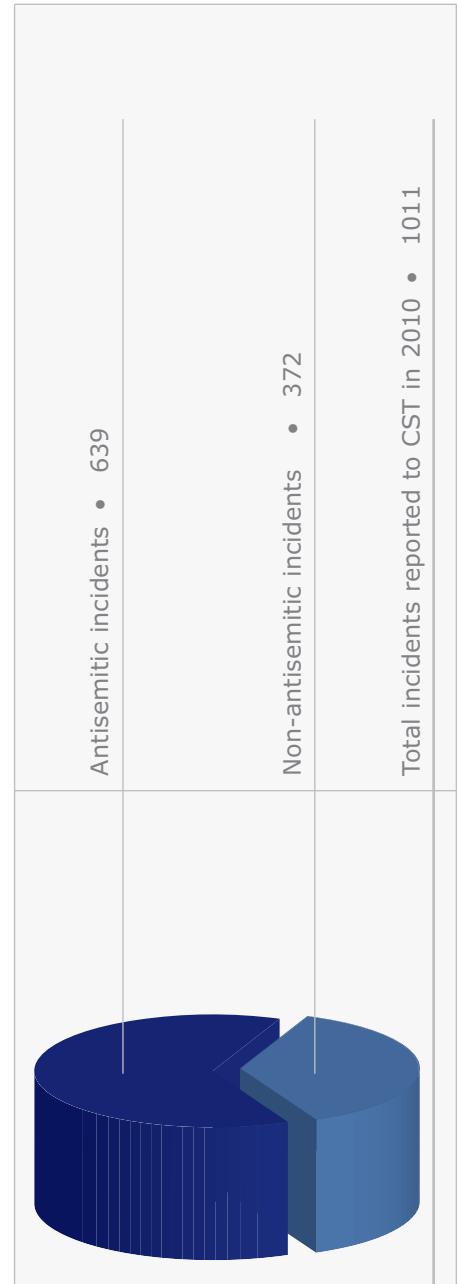 Antisemitic incidents • 639
Non-antisemitic incidents • 372
Total incidents reported to CST in 2010 • 1011